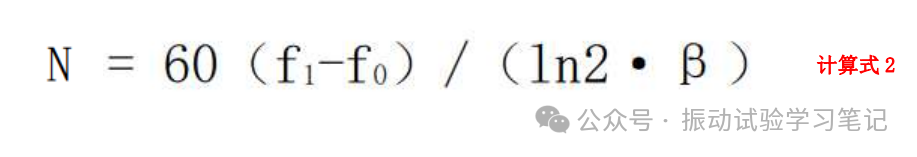 N = 60（f₁-f₀）/（ln2・β） 计算式 2
公众号 · 振动试验学习笔记